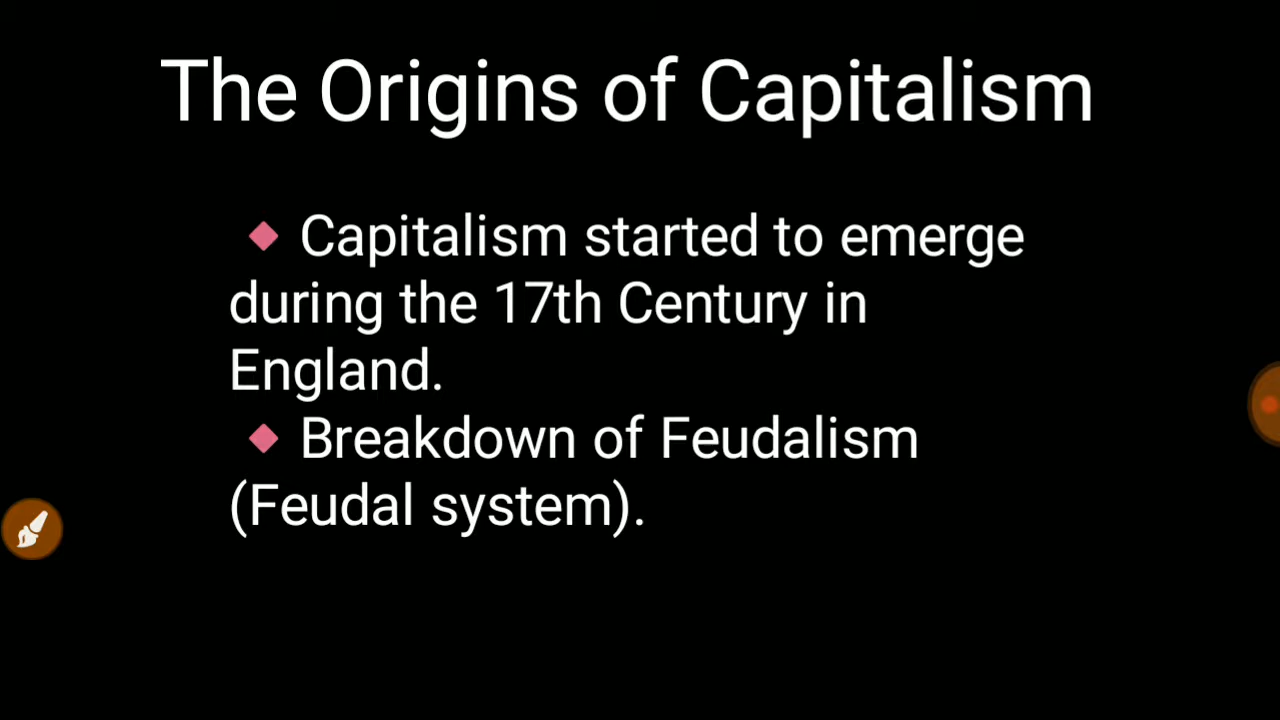 The Origins of Capitalism
🔸 Capitalism started to emerge
during the 17th Century in
England.
🔸 Breakdown of Feudalism
(Feudal system).